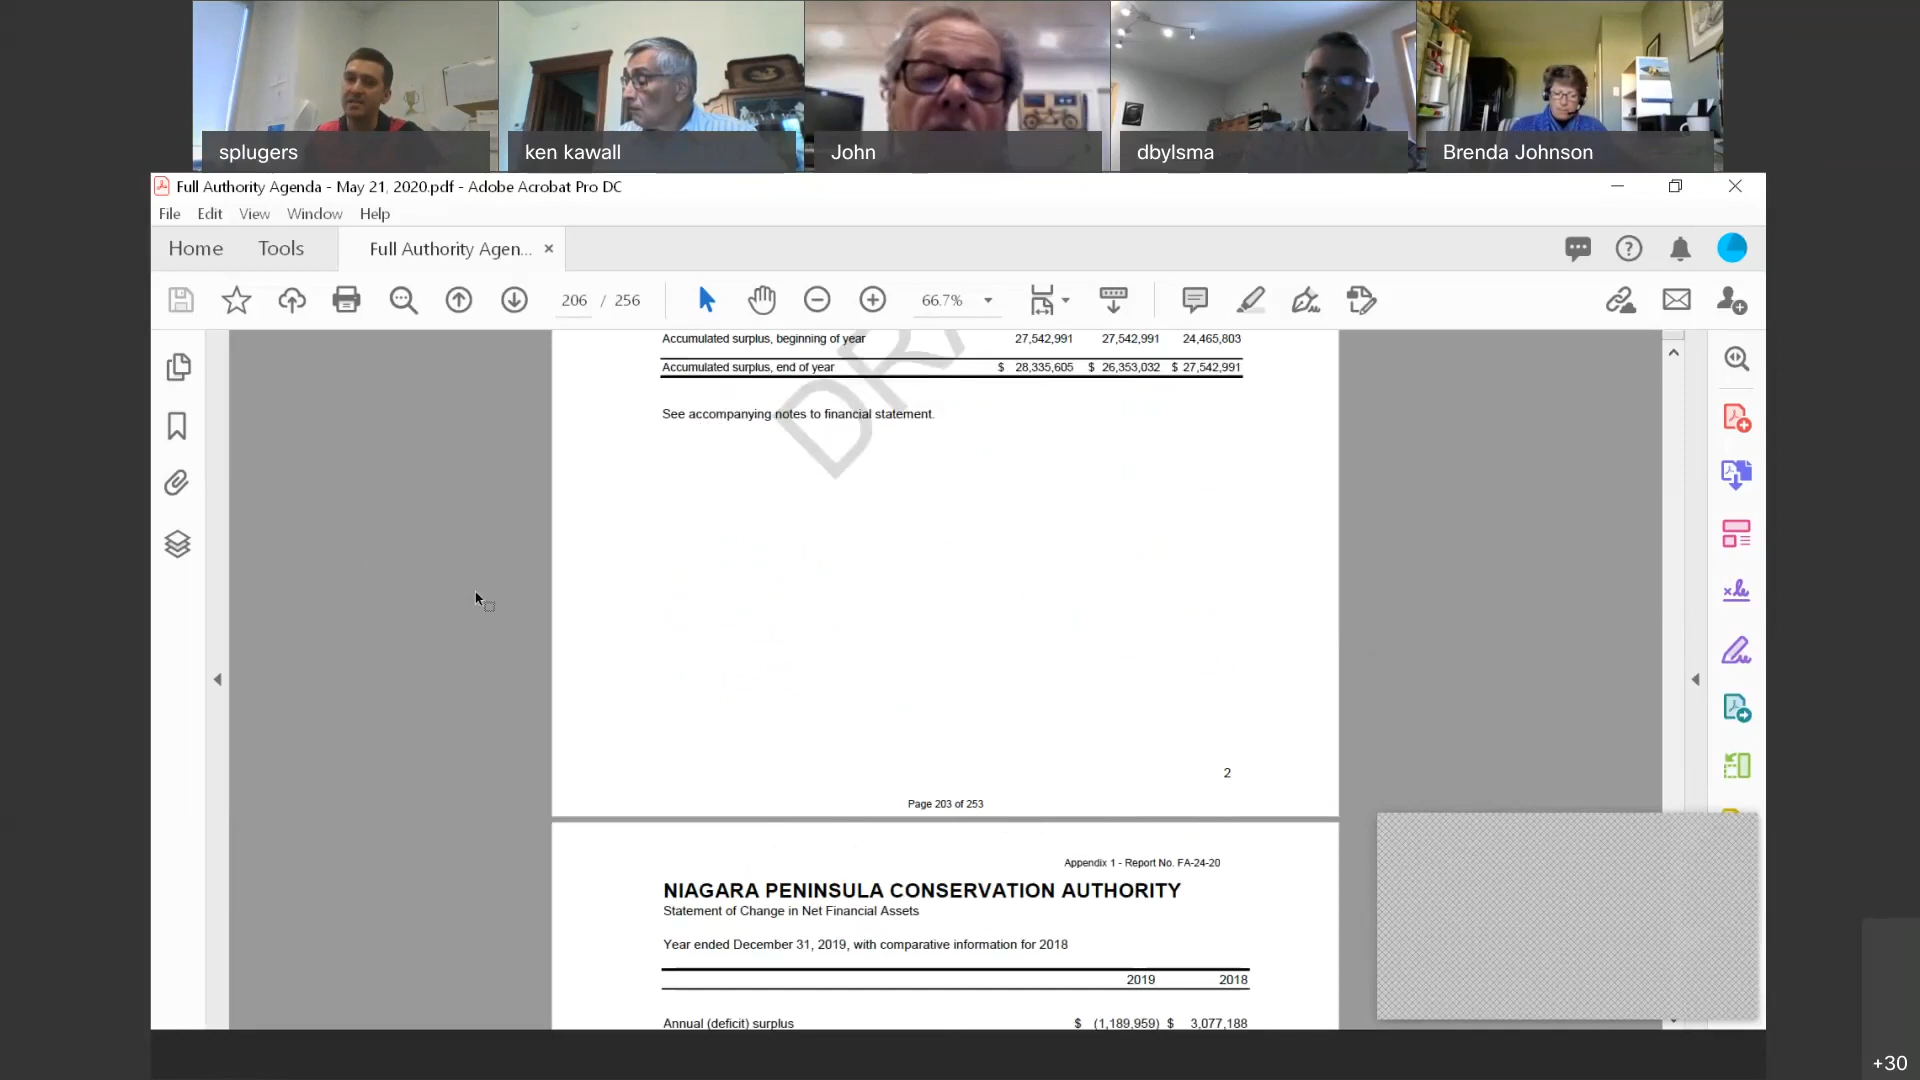 splugers
ken kawall
John
dbylsma
Brenda Johnson
Full Authority Agenda - May 21, 2020.pdf - Adobe Acrobat Pro DC
File Edit View Window Help
Home Tools Full Authority Agen... ×
206 / 256 66.7%
Accumulated surplus, beginning of year 27,542,991 27,542,991 24,465,803
Accumulated surplus, end of year $ 28,335,605 $ 26,353,032 $ 27,542,991
See accompanying notes to financial statement.
2
Page 203 of 253
Appendix 1 - Report No. FA-24-20
NIAGARA PENINSULA CONSERVATION AUTHORITY
Statement of Change in Net Financial Assets
Year ended December 31, 2019, with comparative information for 2018
2019 2018
Annual (deficit) surplus $ (1,189,959) $ 3,077,188
+30